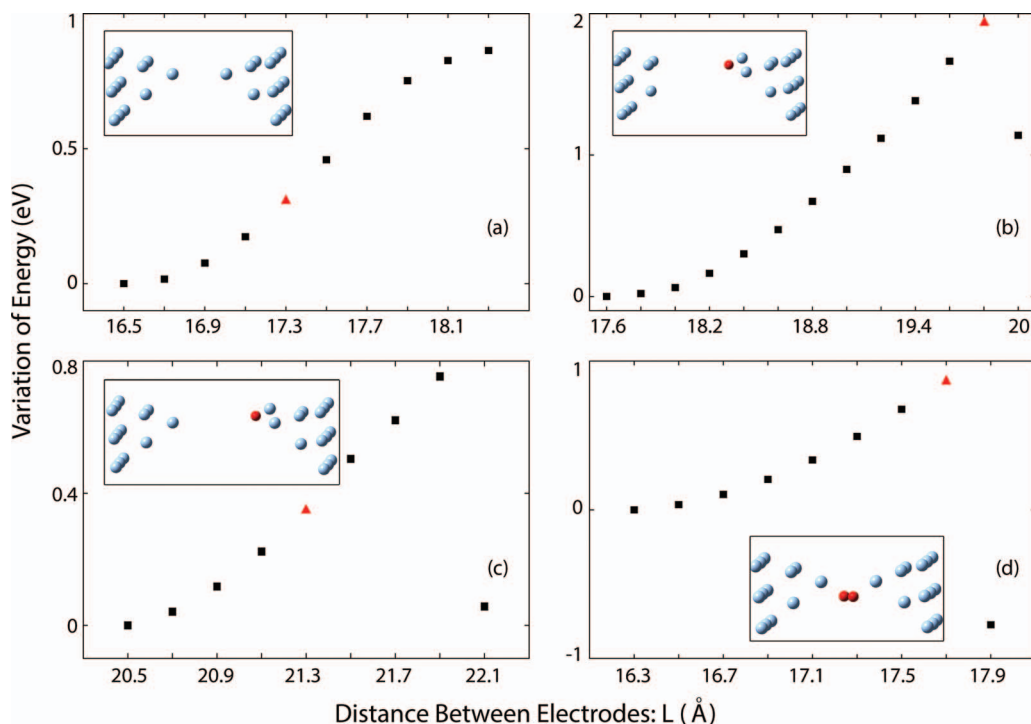 Variation of Energy (eV)
1
0.5
0
16.5 16.9 17.3 17.7 18.1
(a)
2
1
0
17.6 18.2 18.8 19.4 20
(b)
0.8
0.4
0
20.5 20.9 21.3 21.7 22.1
(c)
1
0
-1
16.3 16.7 17.1 17.5 17.9
(d)
Distance Between Electrodes: L (Å)